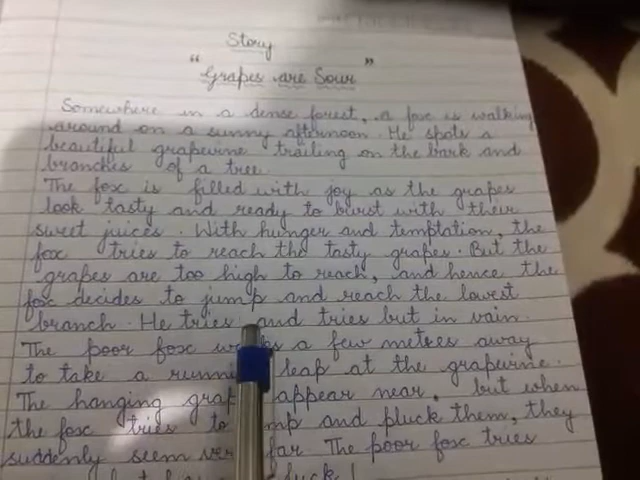 Story
" Grapes are Sour "
Somewhere in a dense forest, a fox is walking
around on a sunny afternoon. He spots a
beautiful grapevine trailing on the bark and
branches of a tree.
The fox is filled with joy as the grapes
look tasty and ready to burst with their
sweet juices. With hunger and temptation, the
fox tries to reach the tasty grapes. But the
grapes are too high to reach, and hence the
fox decides to jump and reach the lowest
branch. He tries and tries but in vain.
The poor fox a few metres away
to take a leap at the grapevine.
The hanging appear near, but when
the fox tries to and pluck them, they
suddenly seem far. The poor fox tries
luck!